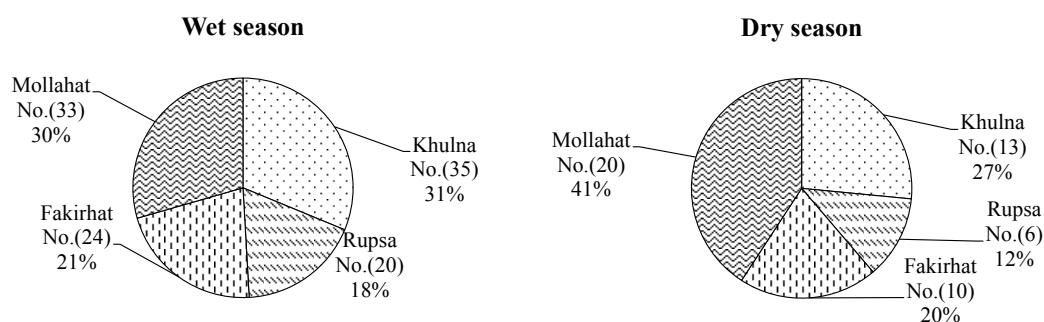 Wet season
Mollahat
No.(33)
30%
Khulna
No.(35)
31%
Fakirhat
No.(24)
21%
Rupsa
No.(20)
18%
Dry season
Mollahat
No.(20)
41%
Khulna
No.(13)
27%
Rupsa
No.(6)
12%
Fakirhat
No.(10)
20%